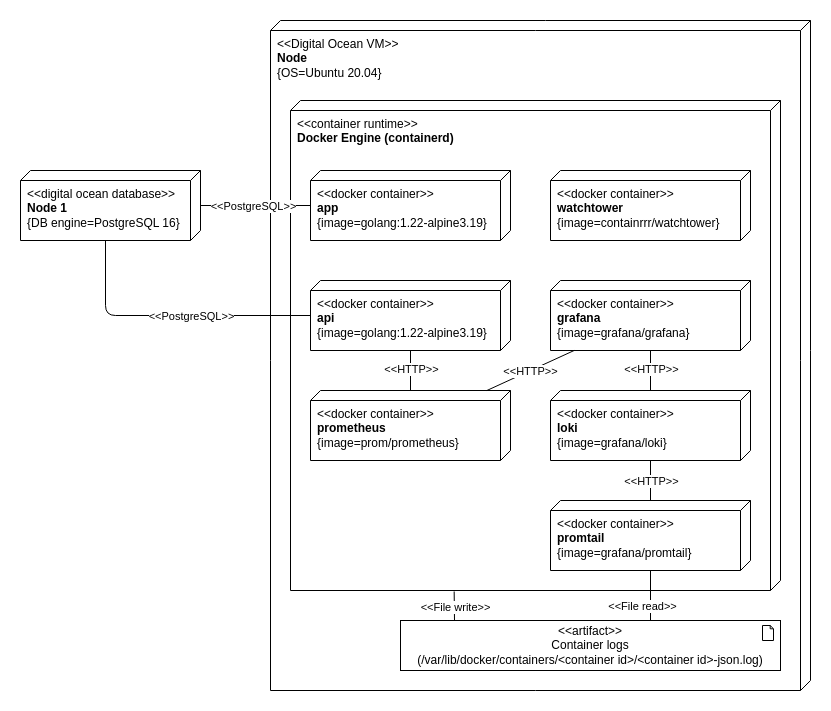 <<Digital Ocean VM>>
Node
{OS=Ubuntu 20.04}
<<container runtime>>
Docker Engine (containerd)
<<digital ocean database>>
Node 1
{DB engine=PostgreSQL 16}
<<PostgreSQL>>
<<docker container>>
app
{image=golang:1.22-alpine3.19}
<<docker container>>
watchtower
{image=containrrr/watchtower}
<<PostgreSQL>>
<<docker container>>
api
{image=golang:1.22-alpine3.19}
<<docker container>>
grafana
{image=grafana/grafana}
<<HTTP>>
<<HTTP>>
<<HTTP>>
<<docker container>>
prometheus
{image=prom/prometheus}
<<docker container>>
loki
{image=grafana/loki}
<<HTTP>>
<<docker container>>
promtail
{image=grafana/promtail}
<<File write>>
<<File read>>
<<artifact>>
Container logs
(/var/lib/docker/containers/<container id>/<container id>-json.log)